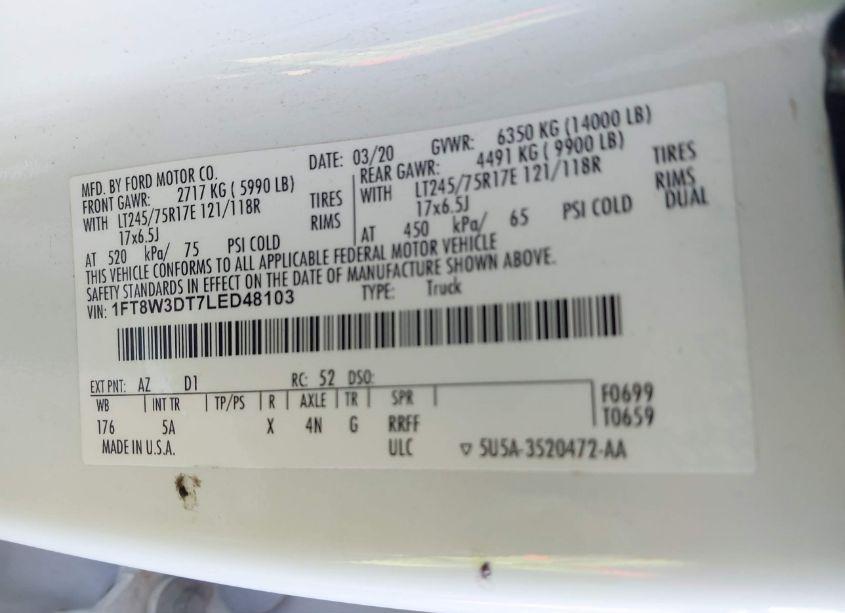 MFD. BY FORD MOTOR CO. DATE: 03/20 GVWR: 6350 KG (14000 LB)
FRONT GAWR: 2717 KG ( 5990 LB) REAR GAWR: 4491 KG ( 9900 LB)
WITH LT245/75R17E 121/118R TIRES WITH LT245/75R17E 121/118R TIRES
17x6.5J RIMS 17x6.5J RIMS
AT 520 kPa/ 75 PSI COLD AT 450 kPa/ 65 PSI COLD DUAL
THIS VEHICLE CONFORMS TO ALL APPLICABLE FEDERAL MOTOR VEHICLE
SAFETY STANDARDS IN EFFECT ON THE DATE OF MANUFACTURE SHOWN ABOVE.
VIN: 1FT8W3DT7LED48103 TYPE: Truck
EXT PNT: AZ D1 RC: 52 DSO:
WB INT TR TP/PS R AXLE TR SPR F0699
176 5A X 4N G RRFF T0659
MADE IN U.S.A. ULC ▽ 5U5A-3520472-AA